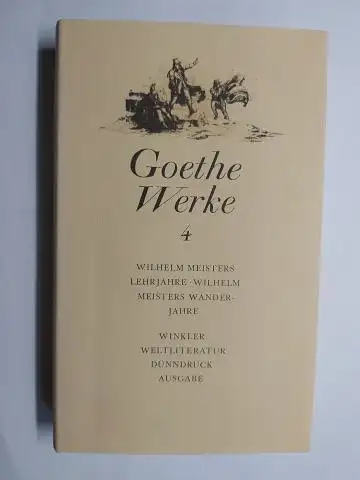 Goethe
Werke
4
WILHELM MEISTERS
LEHRJAHRE · WILHELM
MEISTERS WANDER-
JAHRE
WINKLER
WELTLITERATUR
DÜNNDRUCK
AUSGABE